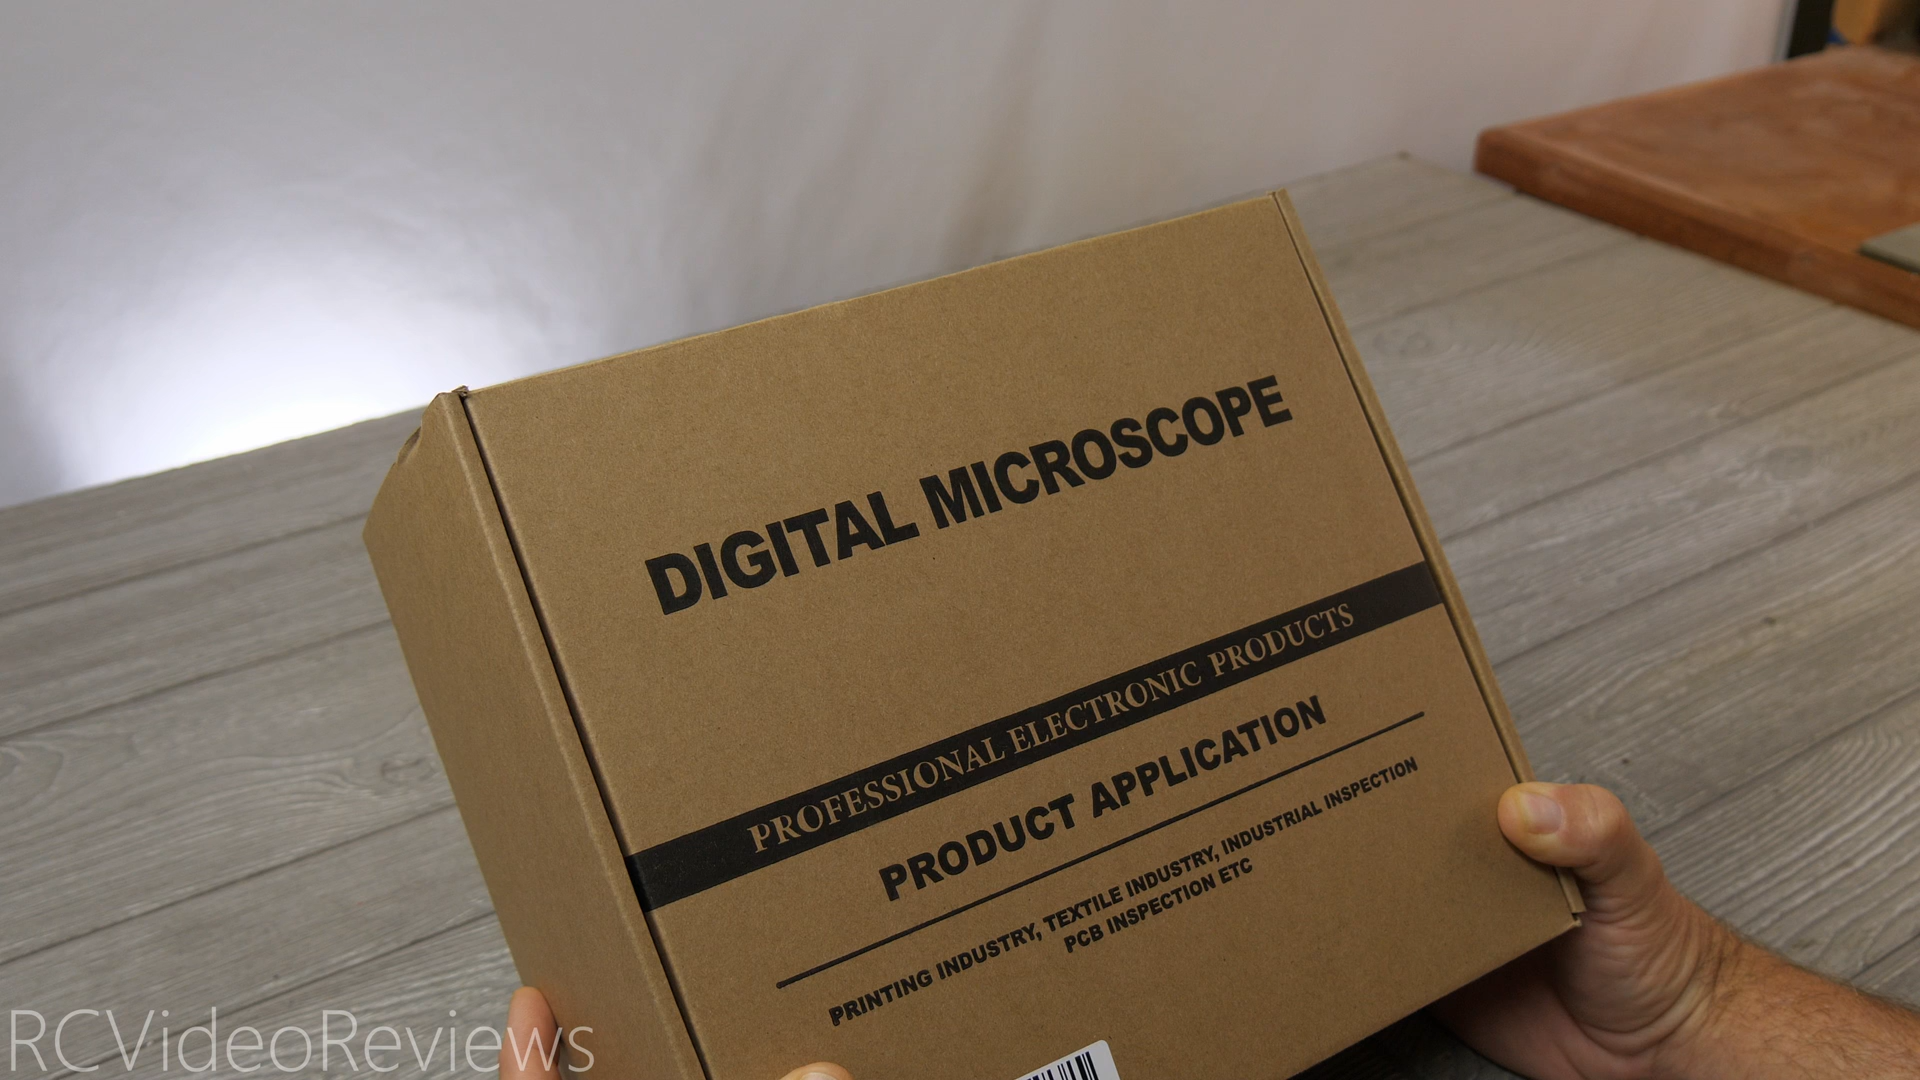 DIGITAL MICROSCOPE
PROFESSIONAL ELECTRONIC PRODUCTS
PRODUCT APPLICATION
PRINTING INDUSTRY, TEXTILE INDUSTRY, INDUSTRIAL INSPECTION
PCB INSPECTION ETC
RCVideoReviews